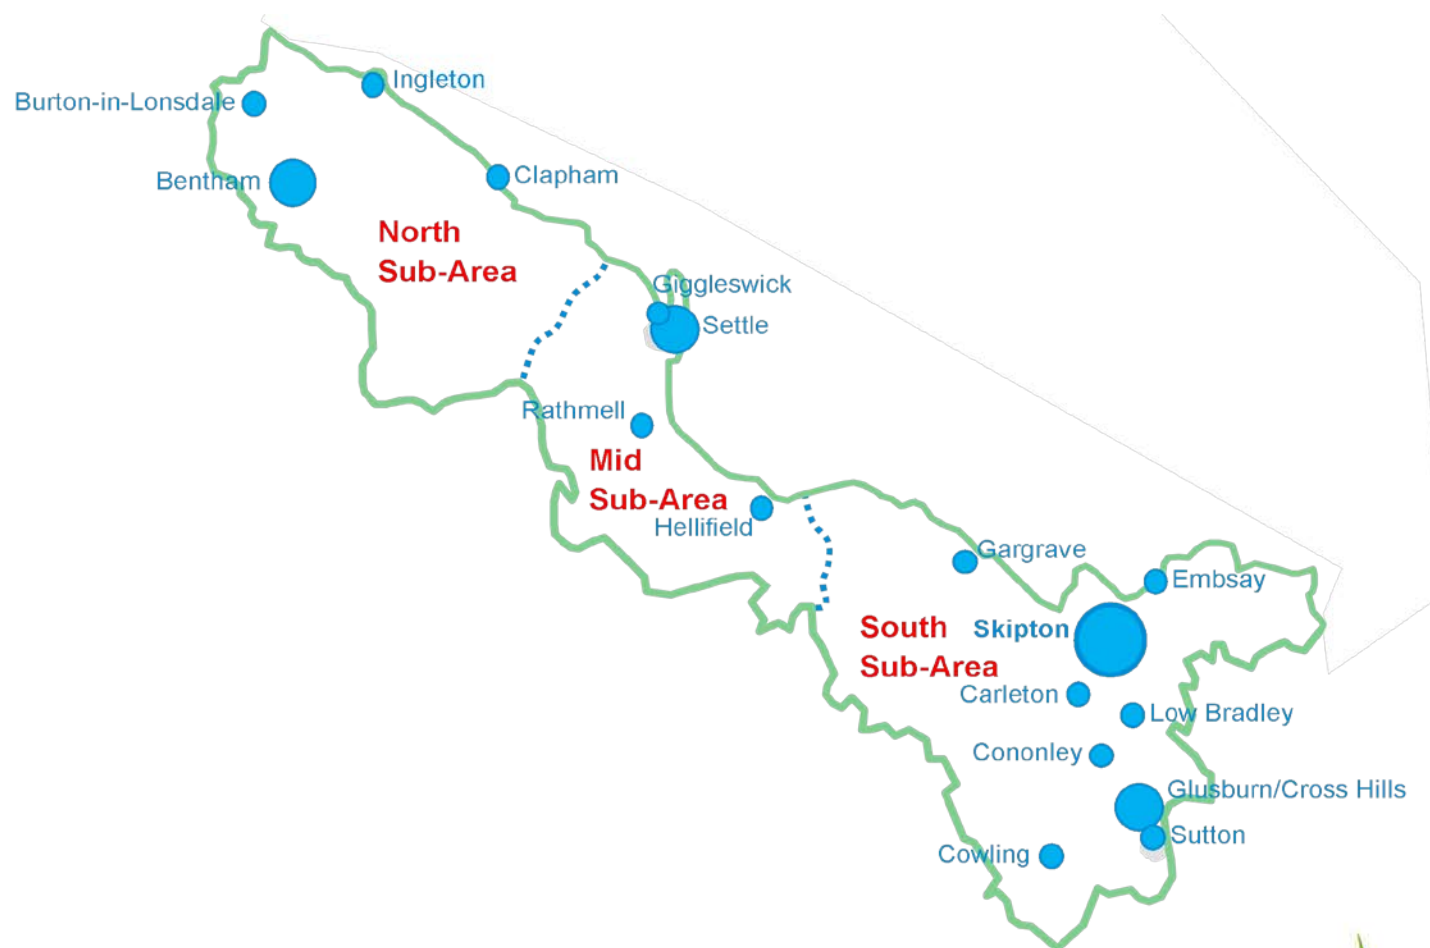 Ingleton
Burton-in-Lonsdale
Clapham
Bentham
North
Sub-Area
Giggleswick
Settle
Rathmell
Mid
Sub-Area
Hellifield
Gargrave
Embsay
South
Sub-Area
Skipton
Carleton
Low Bradley
Cononley
Glusburn/Cross Hills
Sutton
Cowling